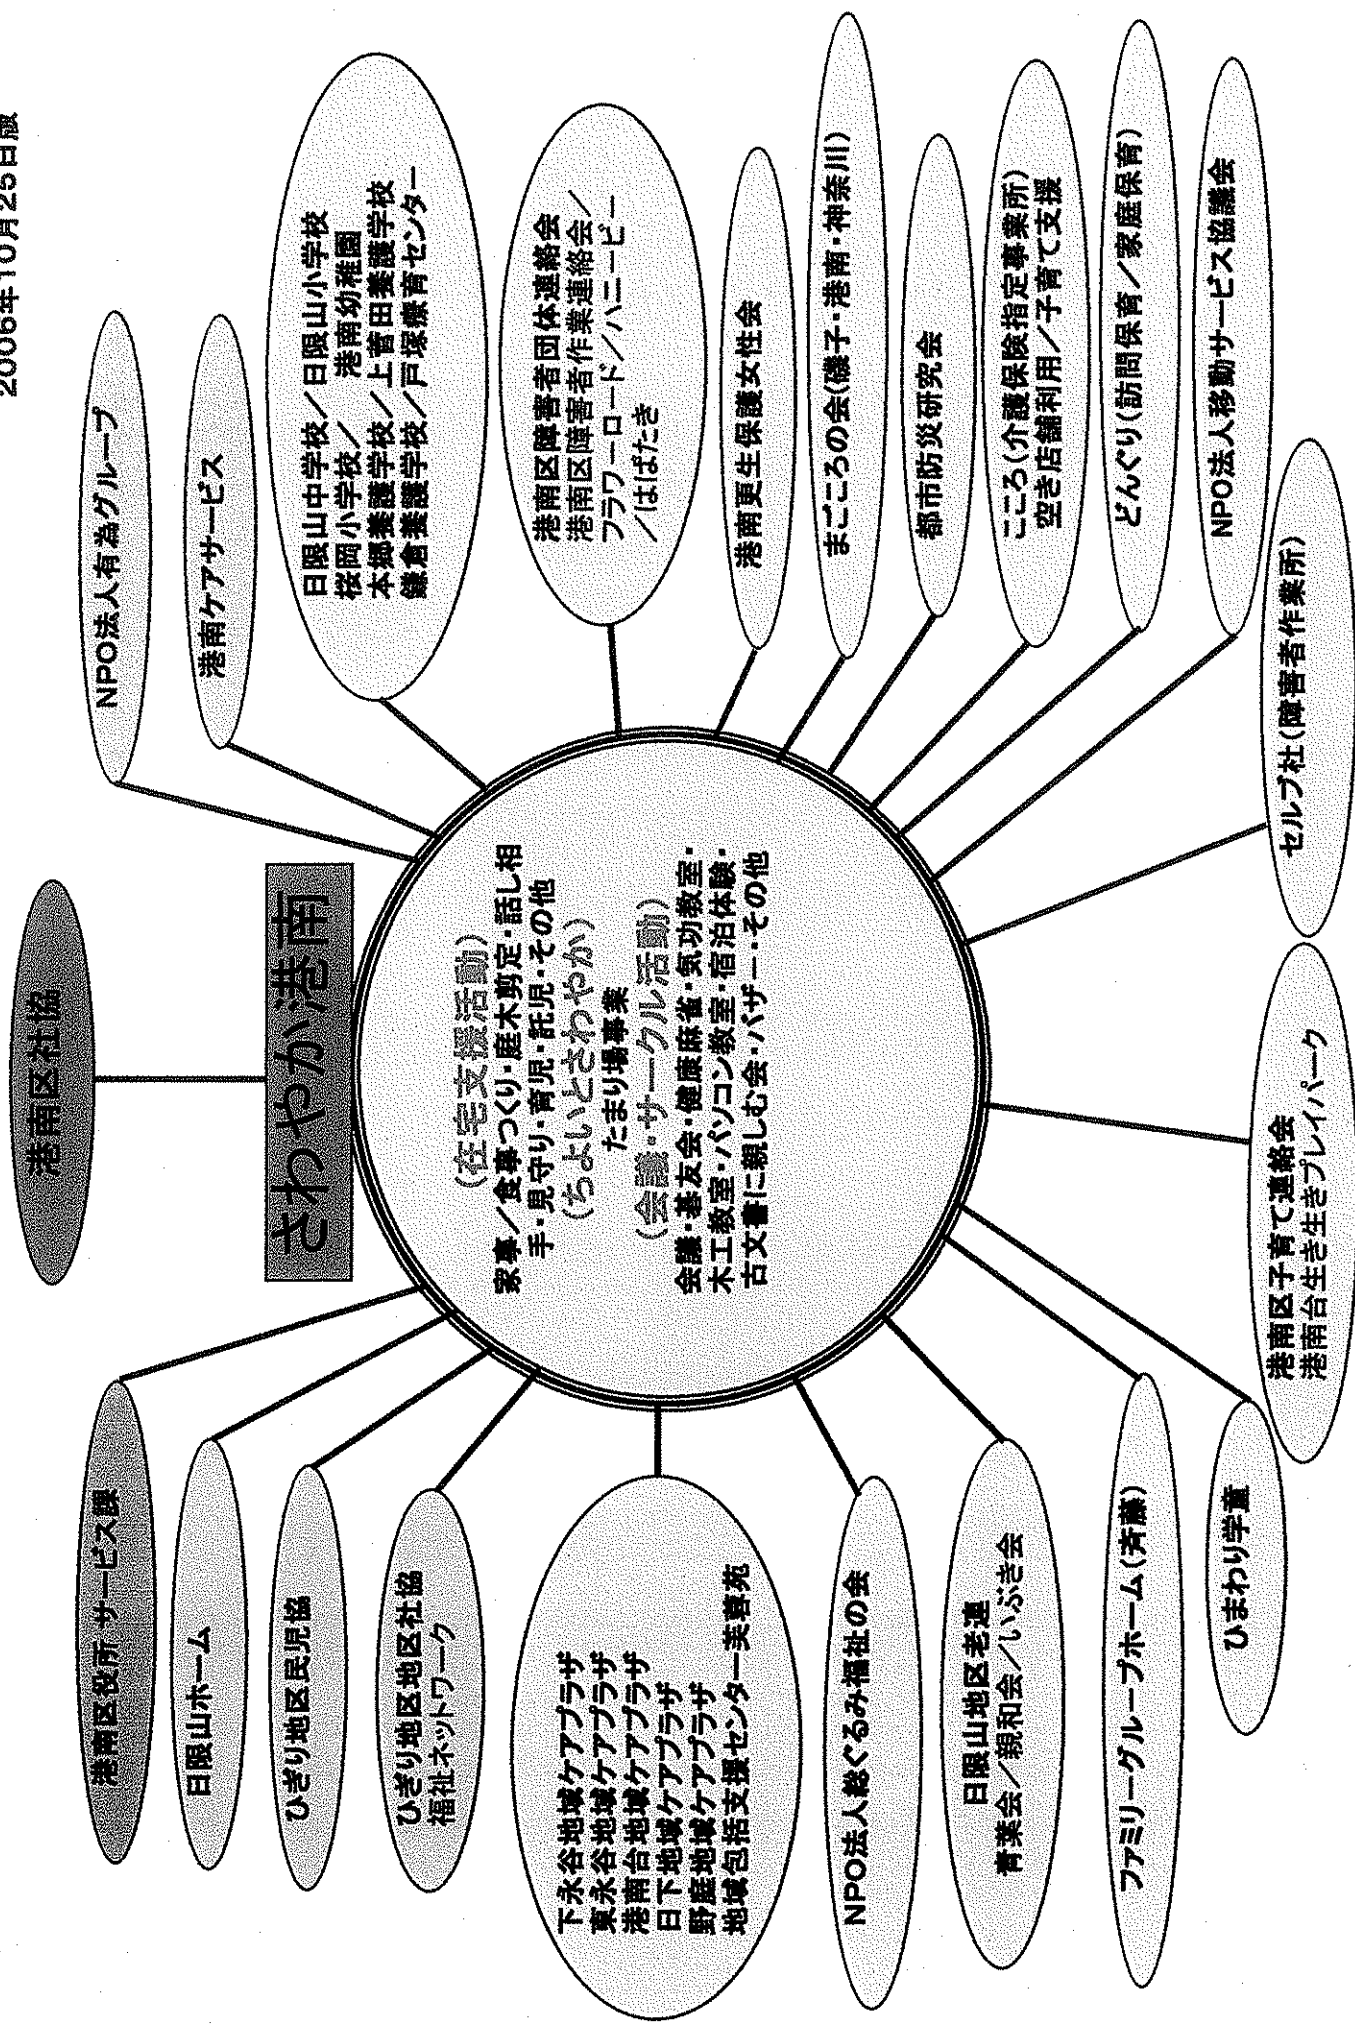 2006年10月25日版
港南区社協
さわやか港南
(在宅支援活動)
家事／食事つくり・庭木剪定・話し相
手・見守り・育児・託児・その他
(ちょいとさわやか)
たまり場事業
(会議・サークル活動)
会議・碁友会・健康麻雀・気功教室・
木工教室・パソコン教室・宿泊体験・
古文書に親しむ会・バザー・その他
港南区役所 サービス課
日限山ホーム
ひぎり地区民児協
ひぎり地区地区社協
福祉ネットワーク
下永谷地域ケアプラザ
東永谷地域ケアプラザ
港南台地域ケアプラザ
日下地域ケアプラザ
野庭地域ケアプラザ
地域包括支援センター芙蓉苑
NPO法人総ぐるみ福祉の会
日限山地区老連
青葉会／親和会／いぶき会
ファミリーグループホーム(斉藤)
ひまわり学童
港南区子育て連絡会
港南台生き生きプレイパーク
セルプ社(障害者作業所)
NPO法人移動サービス協議会
どんぐり(訪問保育／家庭保育)
こころ(介護保険指定事業所)
空き店舗利用／子育て支援
都市防災研究会
まごころの会(磯子・港南・神奈川)
港南更生保護女性会
港南区障害者団体連絡会
港南区障害者作業連絡会／
フラワーロード／ハニービー
／はばたき
日限山中学校／日限山小学校
桜岡小学校／ 港南幼稚園
本郷養護学校／上菅田養護学校
鎌倉養護学校／戸塚療育センター
港南ケアサービス
NPO法人有為グループ